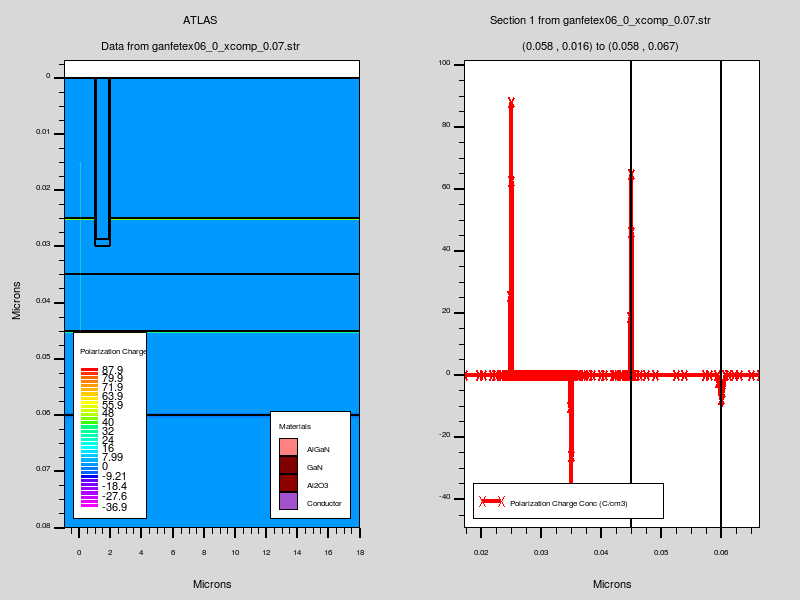 ATLAS
Data from ganfetex06_0_xcomp_0.07.str
Microns
0
0.01
0.02
0.03
0.04
0.05
0.06
0.07
0.08
Polarization Charge
87.9
79.9
71.9
63.9
55.9
48
40
32
24
16
7.99
0
-9.21
-18.4
-27.6
-36.9
Materials
AlGaN
GaN
Al2O3
Conductor
0 2 4 6 8 10 12 14 16 18
Microns
Section 1 from ganfetex06_0_xcomp_0.07.str
(0.058 , 0.016) to (0.058 , 0.067)
100
80
60
40
20
0
-20
-40
Polarization Charge Conc (C/cm3)
0.02 0.03 0.04 0.05 0.06
Microns